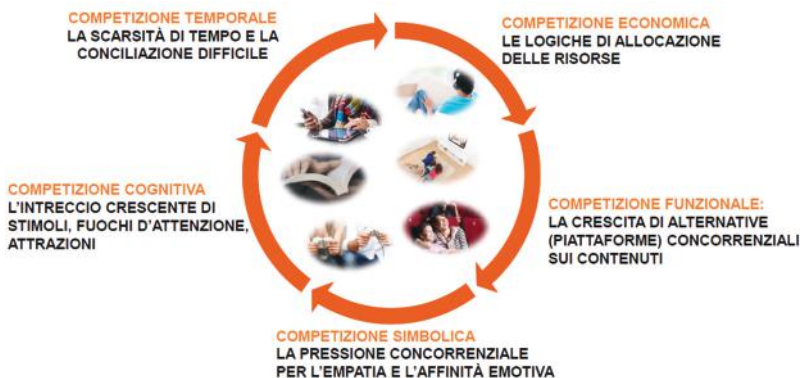 COMPETIZIONE TEMPORALE
LA SCARSITÀ DI TEMPO E LA
CONCILIAZIONE DIFFICILE
COMPETIZIONE ECONOMICA
LE LOGICHE DI ALLOCAZIONE
DELLE RISORSE
COMPETIZIONE COGNITIVA
L'INTRECCIO CRESCENTE DI
STIMOLI, FUOCHI D'ATTENZIONE,
ATTRAZIONI
COMPETIZIONE FUNZIONALE:
LA CRESCITA DI ALTERNATIVE
(PIATTAFORME) CONCORRENZIALI
SUI CONTENUTI
COMPETIZIONE SIMBOLICA
LA PRESSIONE CONCORRENZIALE
PER L'EMPATIA E L'AFFINITÀ EMOTIVA